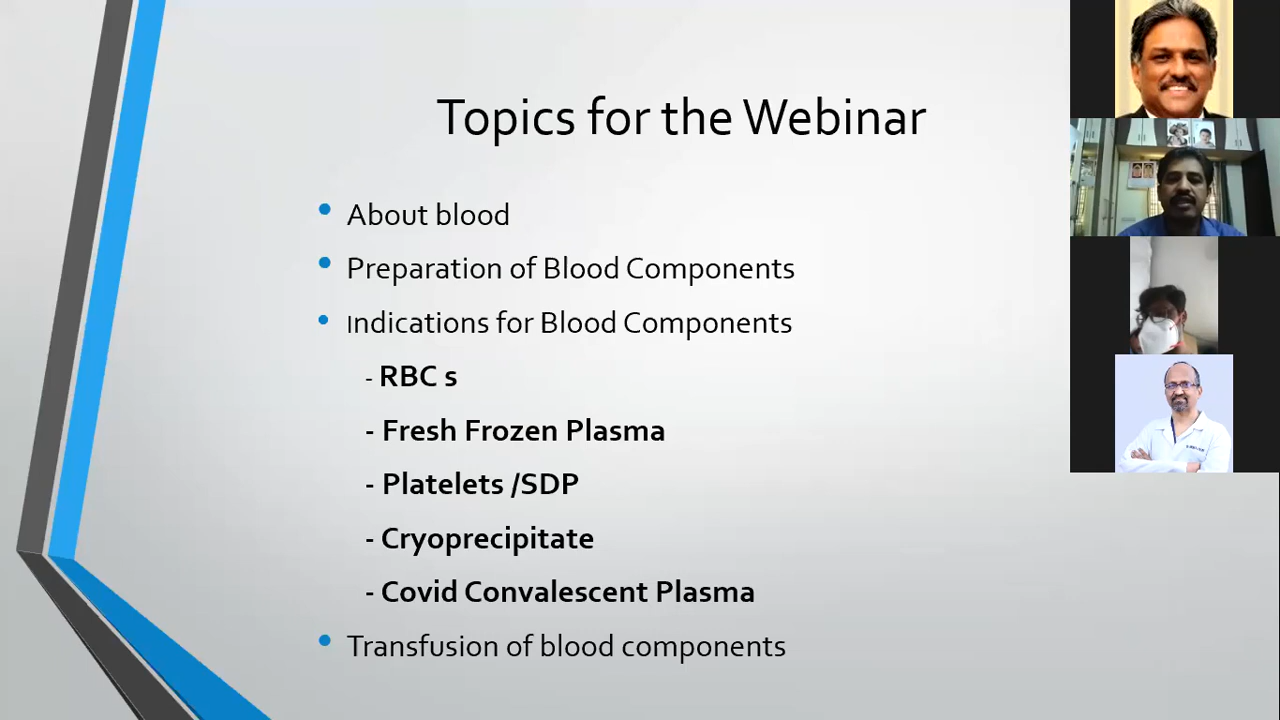 Topics for the Webinar
• About blood
• Preparation of Blood Components
• Indications for Blood Components
- RBC s
- Fresh Frozen Plasma
- Platelets /SDP
- Cryoprecipitate
- Covid Convalescent Plasma
• Transfusion of blood components